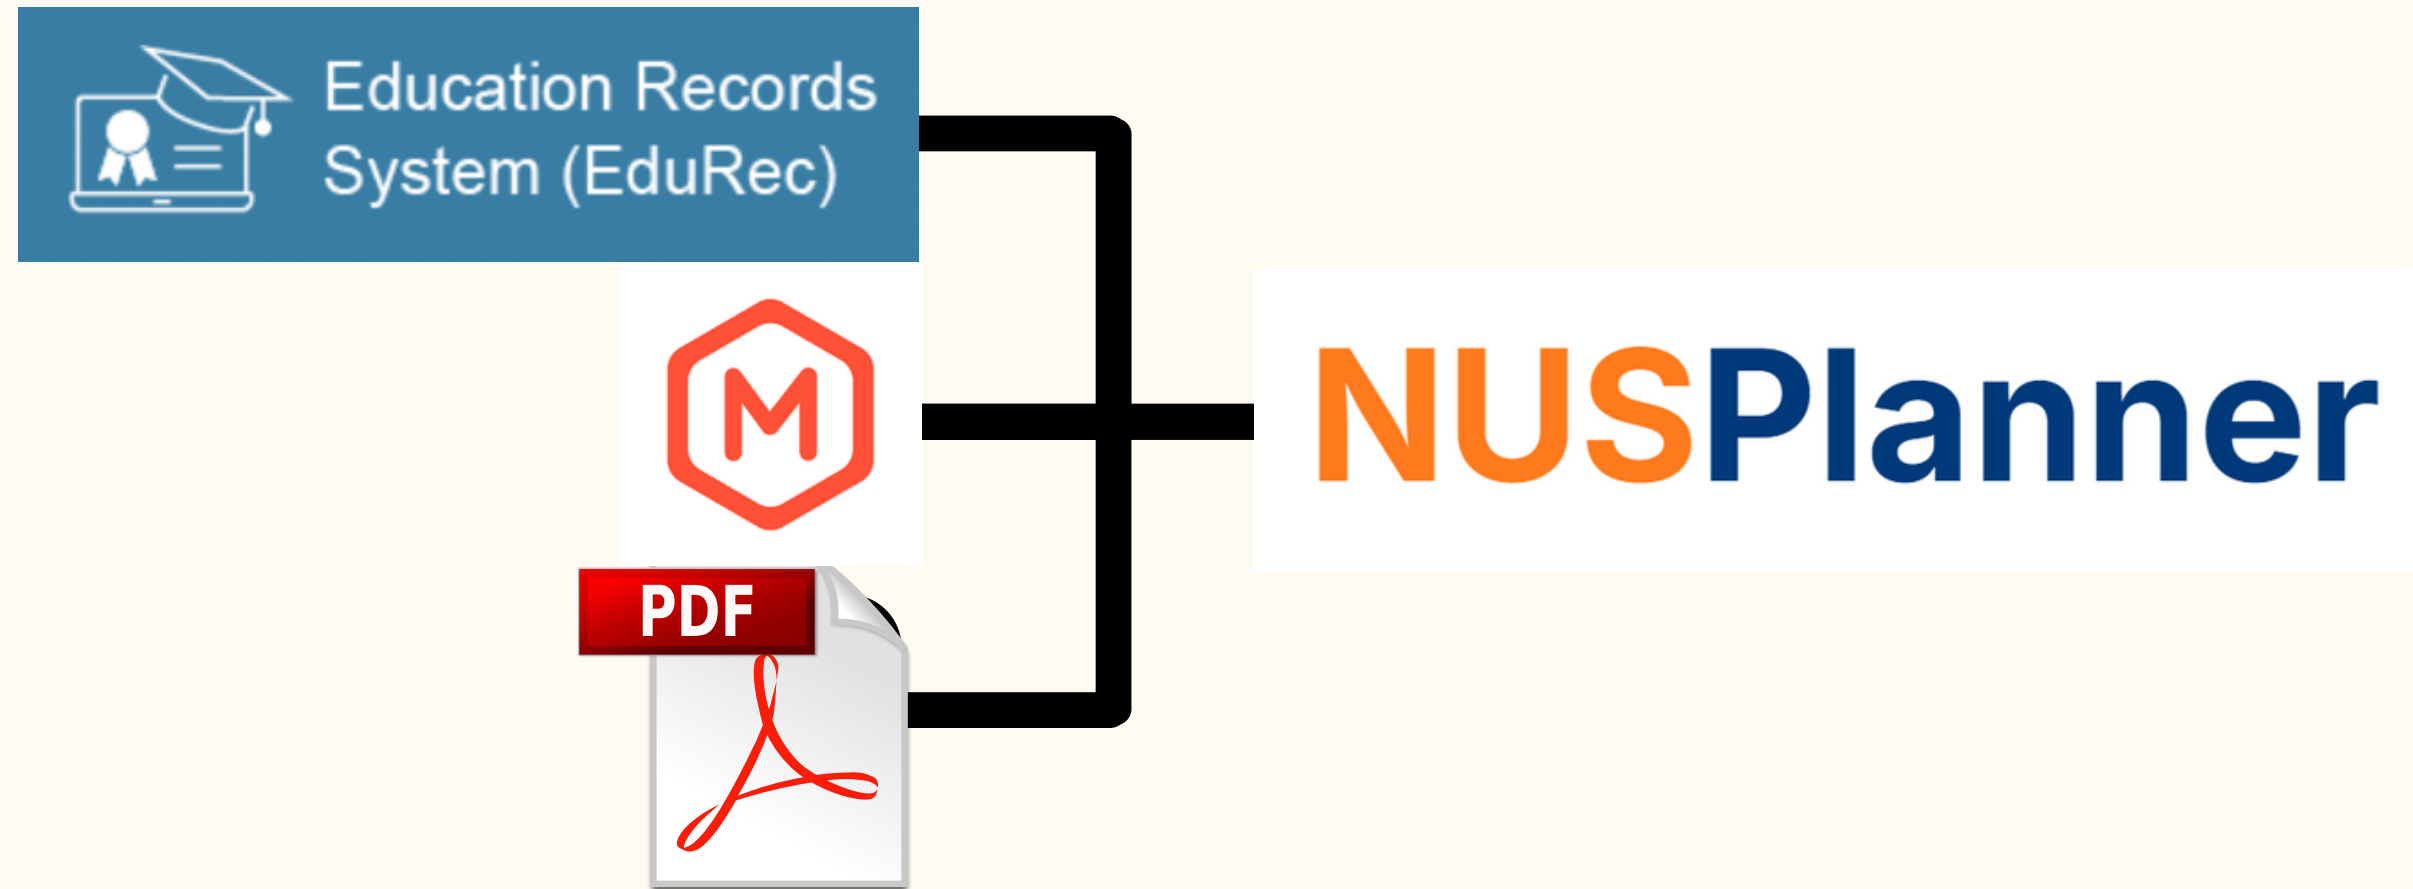 Education Records
System (EduRec)
M
NUSPlanner
PDF